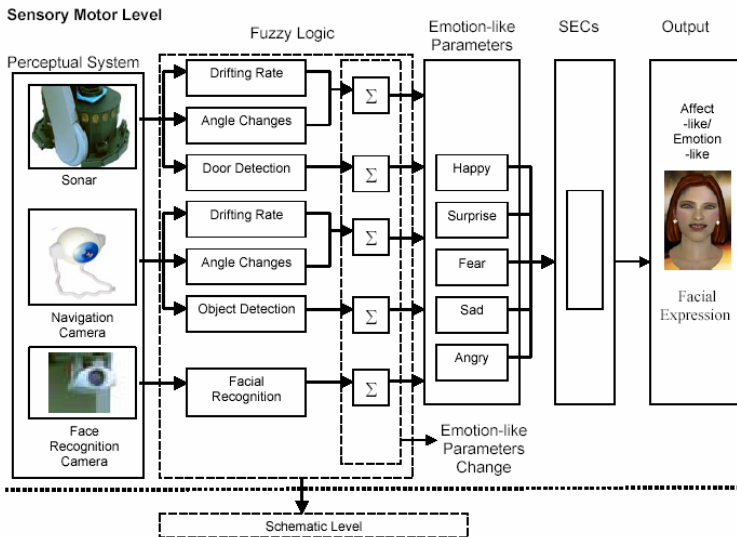 Sensory Motor Level
Perceptual System
Fuzzy Logic
Emotion-like
Parameters
SECs
Output
Sonar
Navigation
Camera
Face
Recognition
Camera
Drifting Rate
Angle Changes
Door Detection
Drifting Rate
Angle Changes
Object Detection
Facial
Recognition
Σ
Σ
Σ
Σ
Σ
Happy
Surprise
Fear
Sad
Angry
Affect
-like/
Emotion
-like
Facial
Expression
Emotion-like
Parameters
Change
Schematic Level